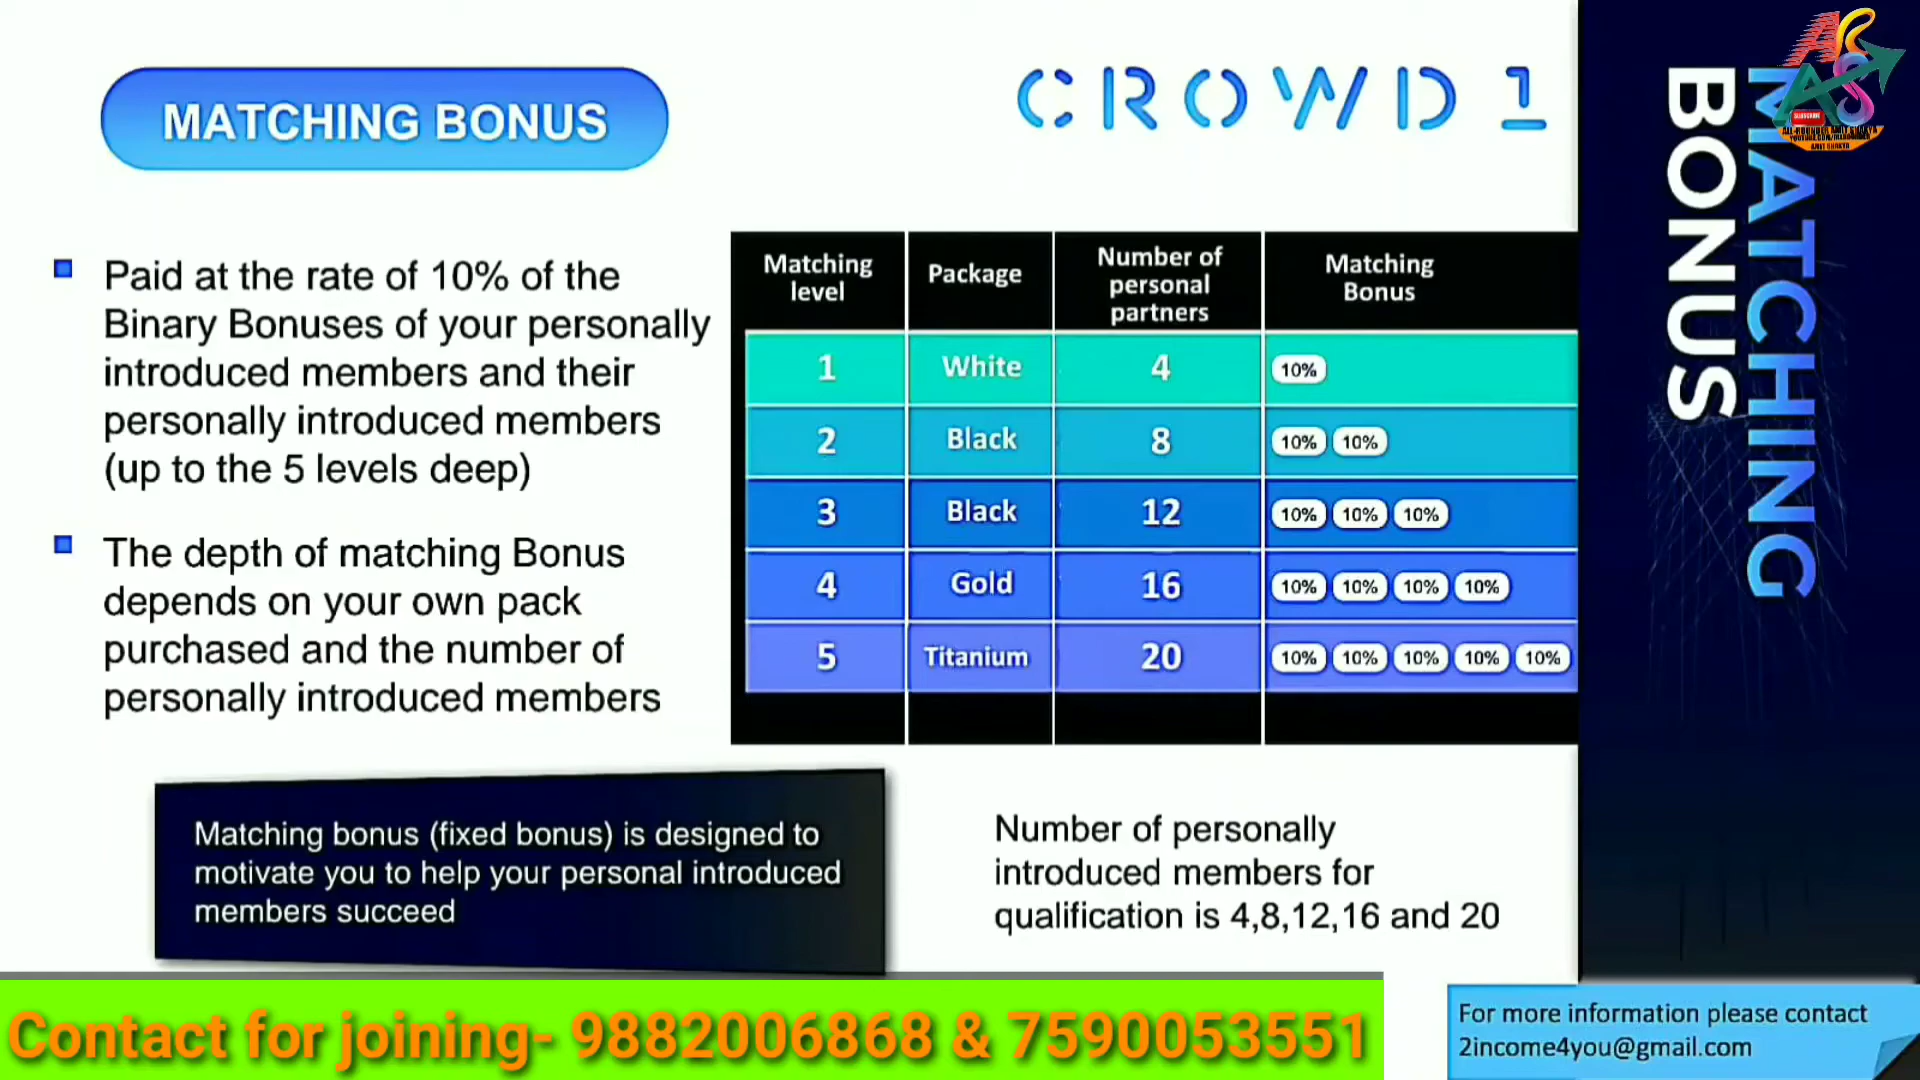 MATCHING BONUS
CROWD 1
Paid at the rate of 10% of the
Binary Bonuses of your personally
introduced members and their
personally introduced members
(up to the 5 levels deep)
The depth of matching Bonus
depends on your own pack
purchased and the number of
personally introduced members
Matching level Package Number of personal partners Matching Bonus
1 White 4 10%
2 Black 8 10% 10%
3 Black 12 10% 10% 10%
4 Gold 16 10% 10% 10% 10%
5 Titanium 20 10% 10% 10% 10% 10%
Matching bonus (fixed bonus) is designed to
motivate you to help your personal introduced
members succeed
Number of personally
introduced members for
qualification is 4,8,12,16 and 20
MATCHING
BONUS
Contact for joining- 9882006868 & 7590053551
For more information please contact
2income4you@gmail.com